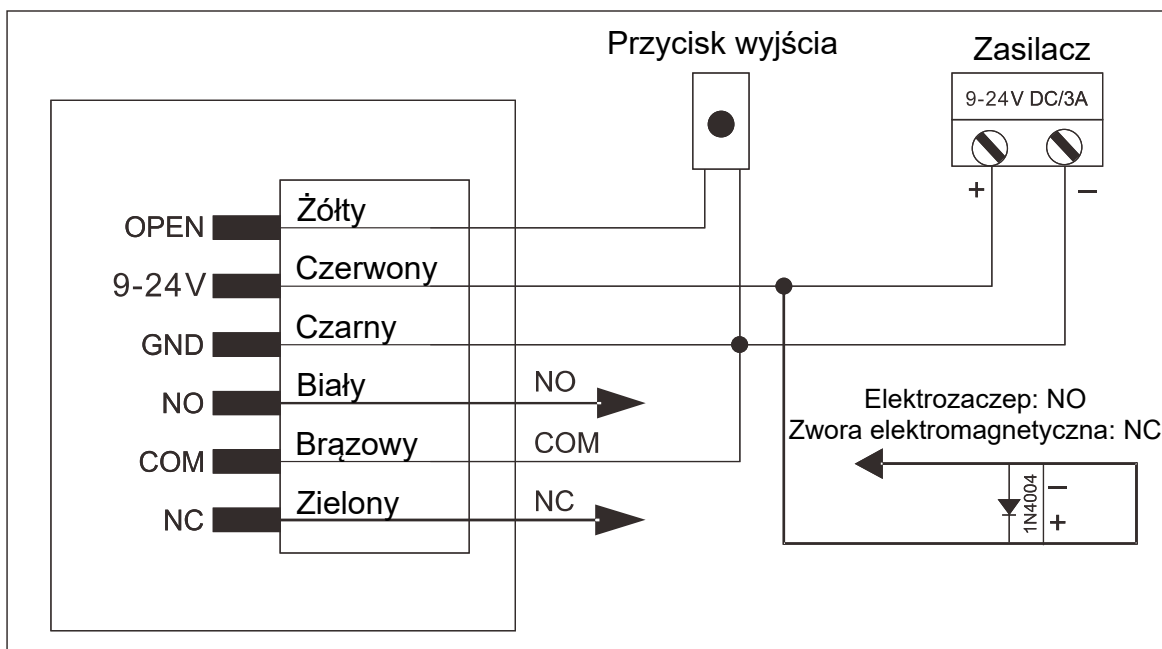 Przycisk wyjścia
Zasilacz
9-24V DC/3A
+ −
OPEN Żółty
9-24V Czerwony
GND Czarny
NO Biały NO
COM Brązowy COM
NC Zielony NC
Elektrozaczep: NO
Zwora elektromagnetyczna: NC
1N4004
−
+